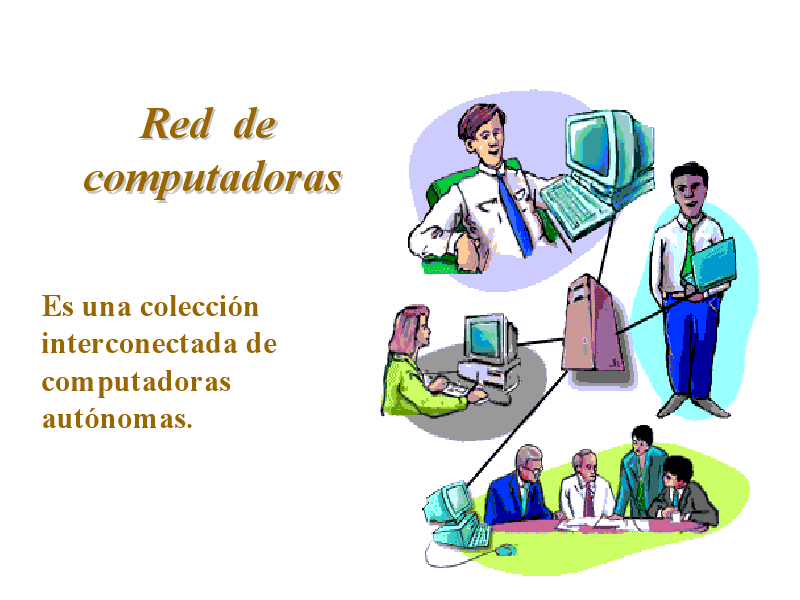 Red de
computadoras
Es una colección
interconectada de
computadoras
autónomas.